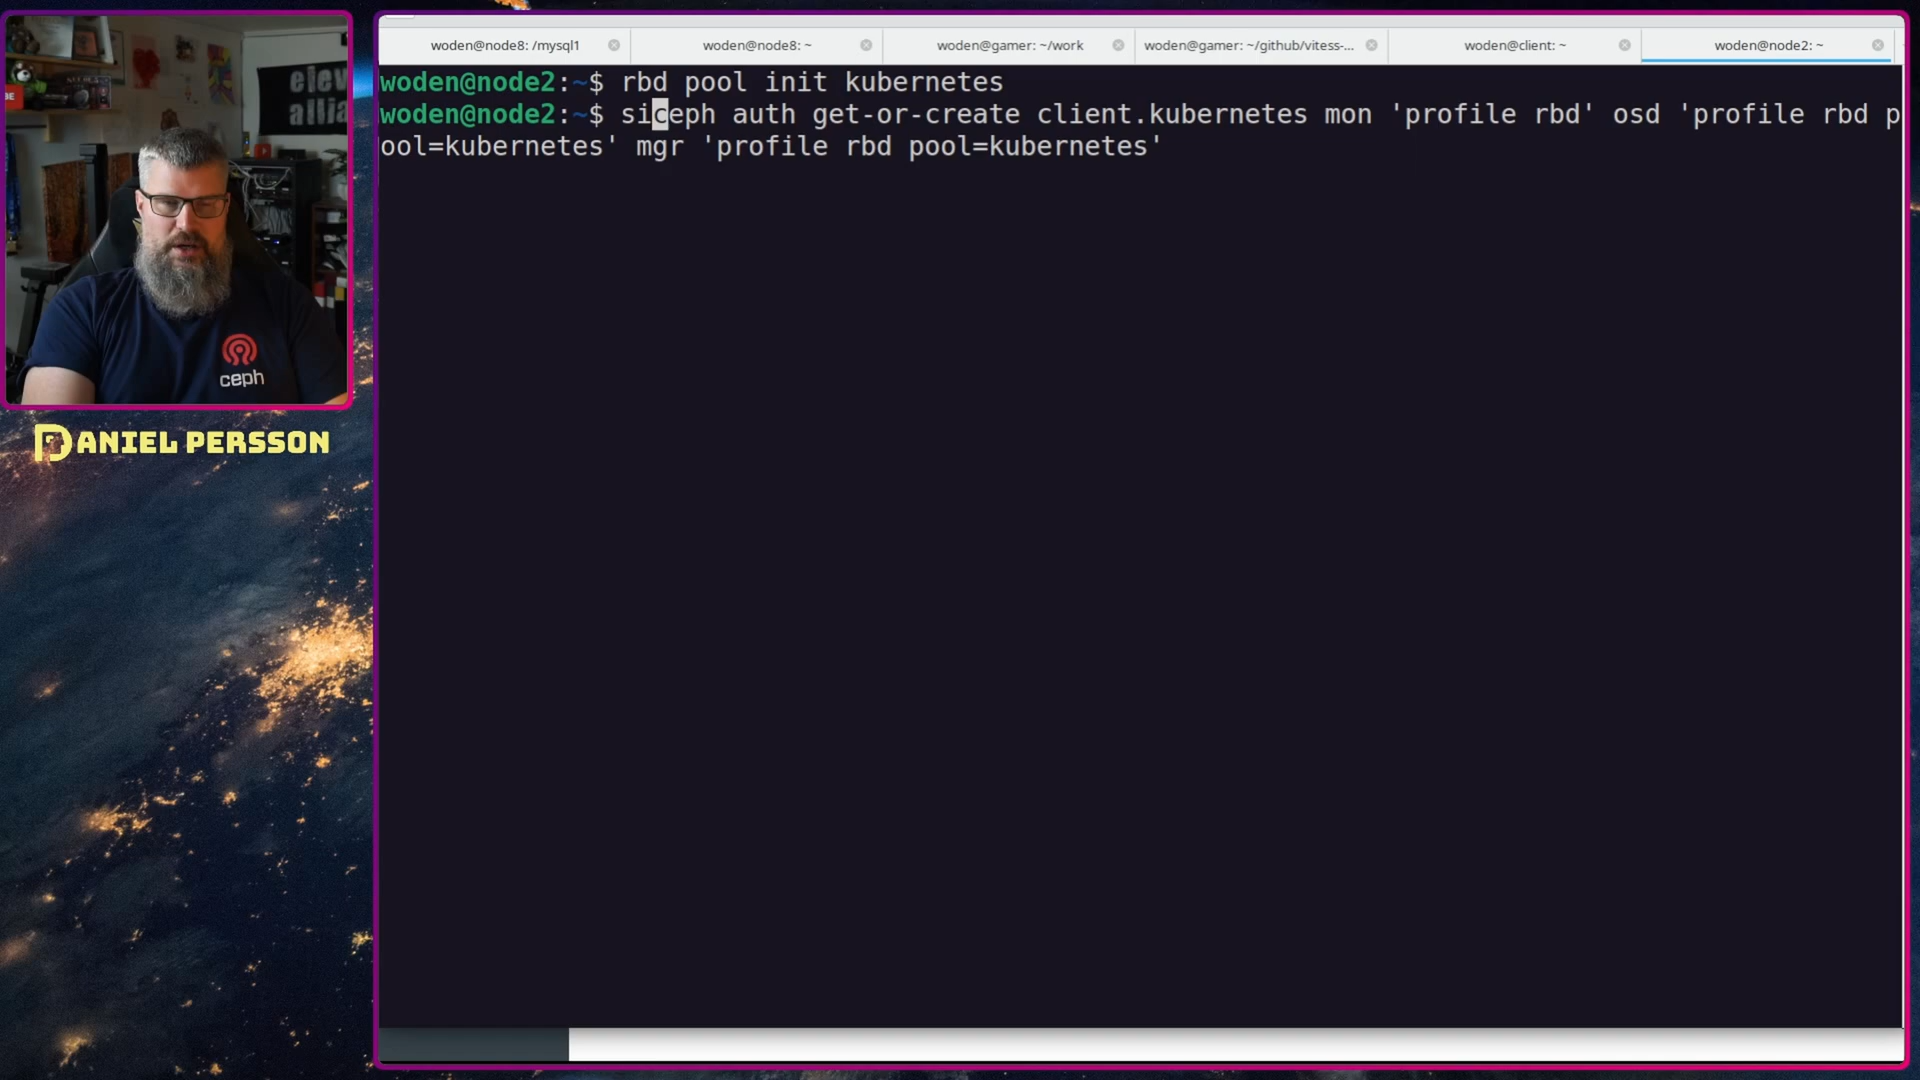 woden@node8: /mysql1
woden@node8: ~
woden@gamer: ~/work
woden@gamer: ~/github/vitess-...
woden@client: ~
woden@node2: ~
woden@node2:~$ rbd pool init kubernetes
woden@node2:~$ siceph auth get-or-create client.kubernetes mon 'profile rbd' osd 'profile rbd p
ool=kubernetes' mgr 'profile rbd pool=kubernetes'
ceph
DANIEL PERSSON